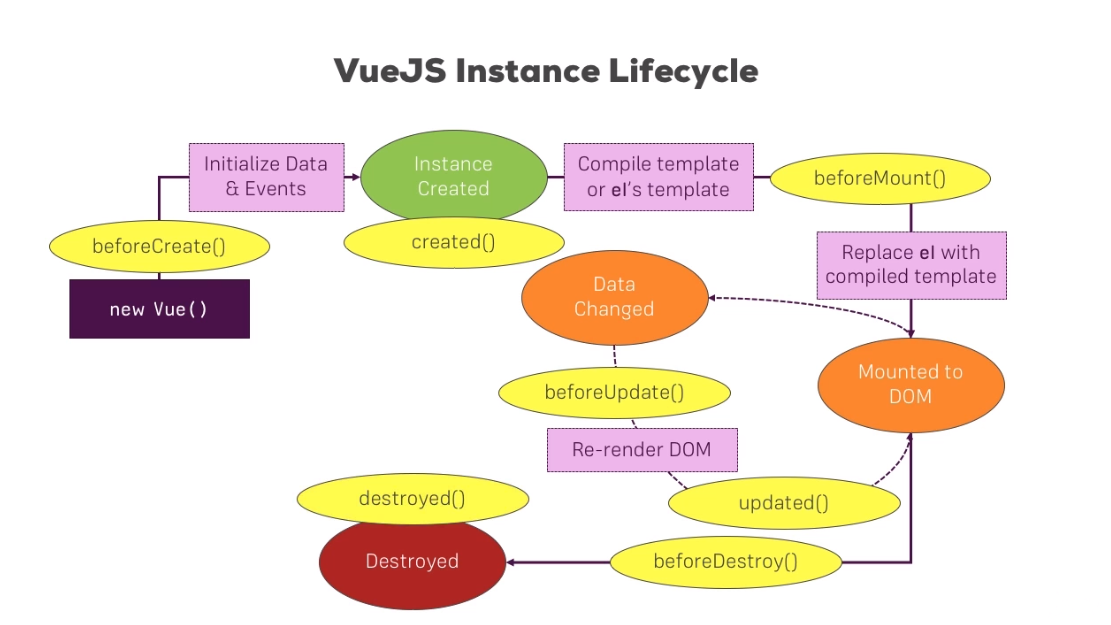 VueJS Instance Lifecycle
Initialize Data
& Events
Instance
Created
Compile template
or el's template
beforeMount()
beforeCreate()
created()
Replace el with
compiled template
new Vue()
Data
Changed
Mounted to
DOM
beforeUpdate()
Re-render DOM
destroyed()
updated()
Destroyed
beforeDestroy()